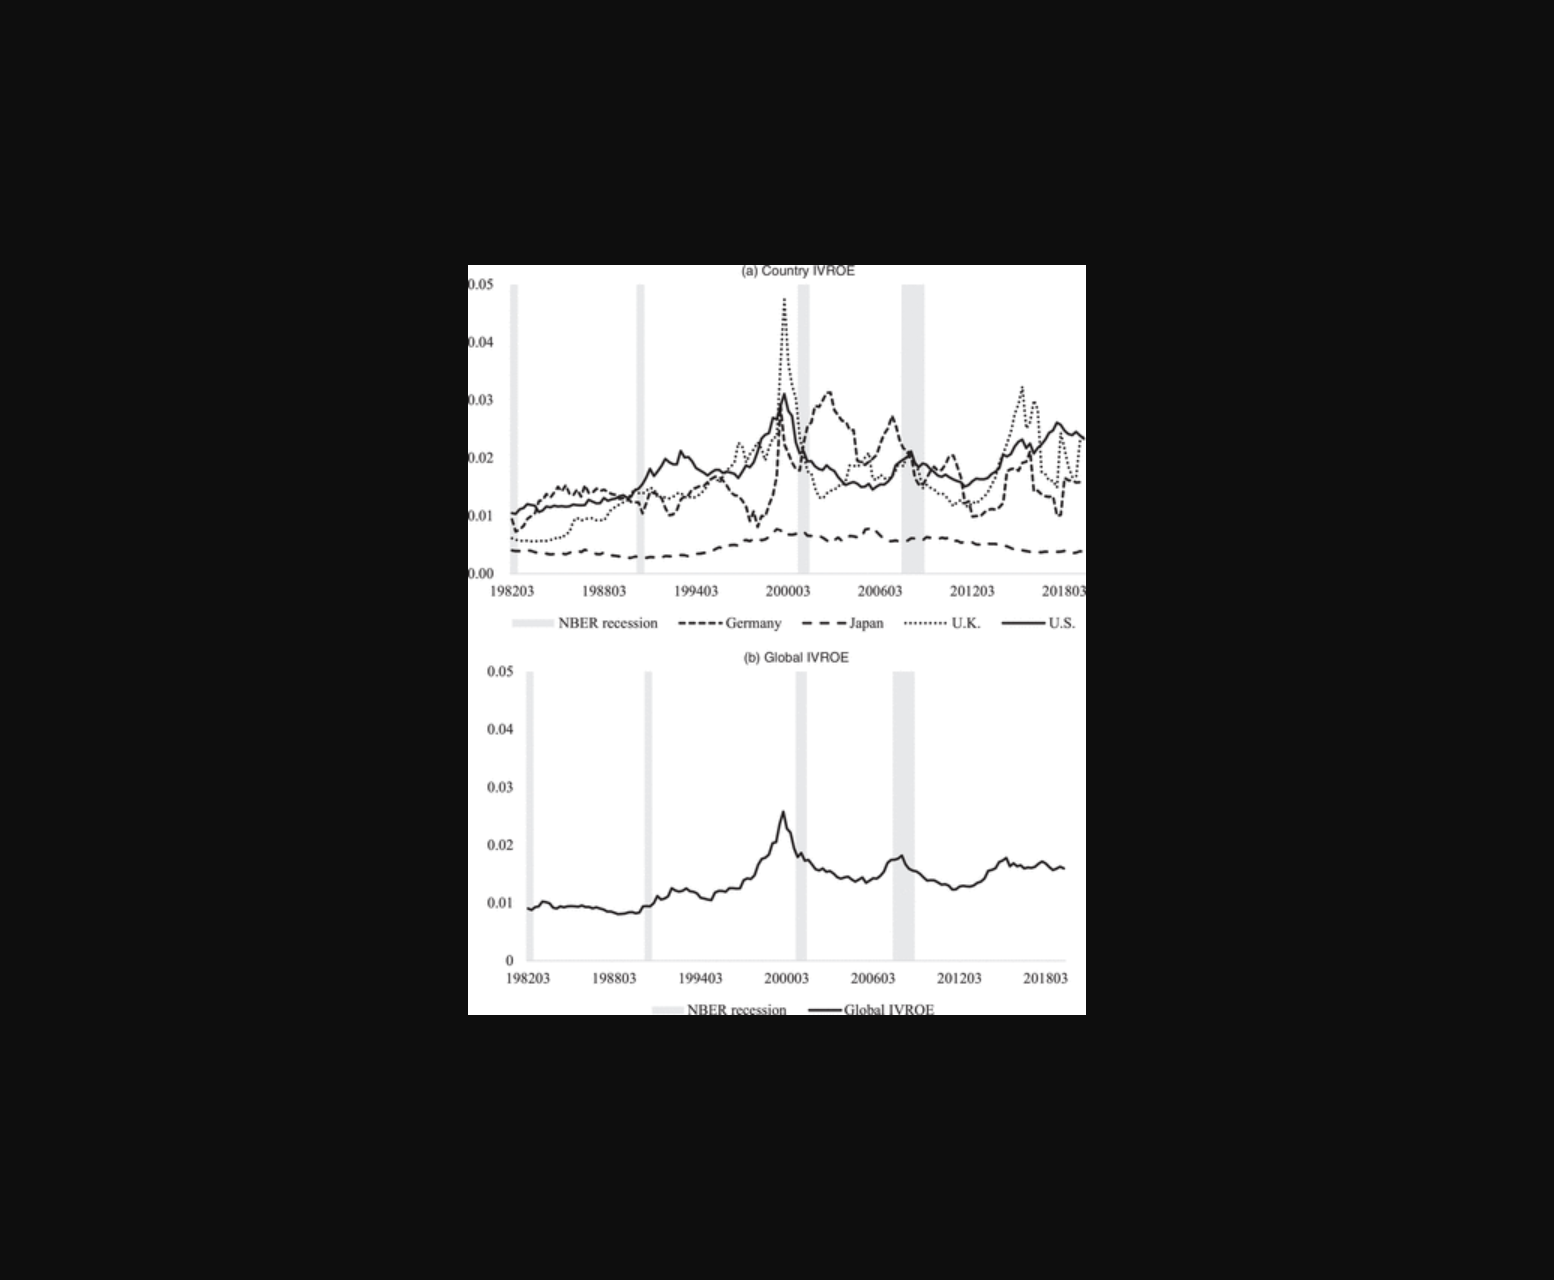 (a) Country IVROE
0.05
0.04
0.03
0.02
0.01
0.00
198203 198803 199403 200003 200603 201203 201803
NBER recession Germany Japan U.K. U.S.
(b) Global IVROE
0.05
0.04
0.03
0.02
0.01
0
198203 198803 199403 200003 200603 201203 201803
NBER recession Global IVROE